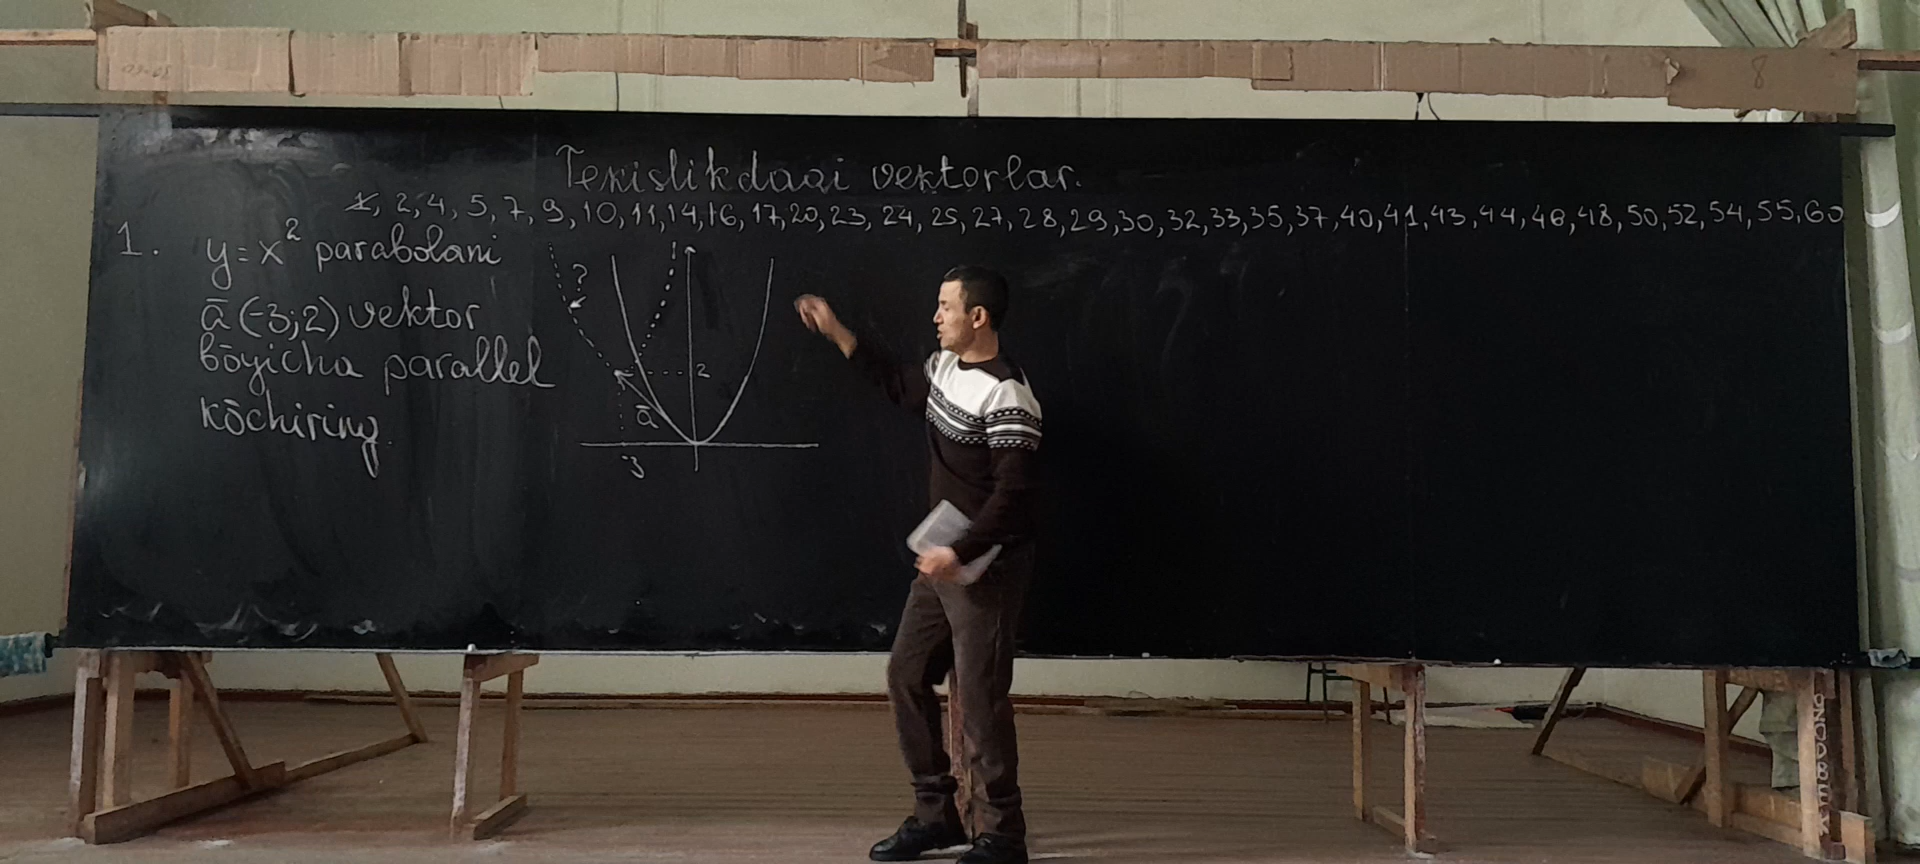 Tekislikdagi vektorlar.
1, 2, 4, 5, 7, 9, 10, 11, 14, 16, 17, 20, 23, 24, 25, 27, 28, 29, 30, 32, 33, 35, 37, 40, 41, 43, 44, 46, 48, 50, 52, 54, 55, 60
1. y = x² parabolani
ā (-3; 2) vektor
bōyicha parallel
kōchiring.
?
2
ā
-3
8